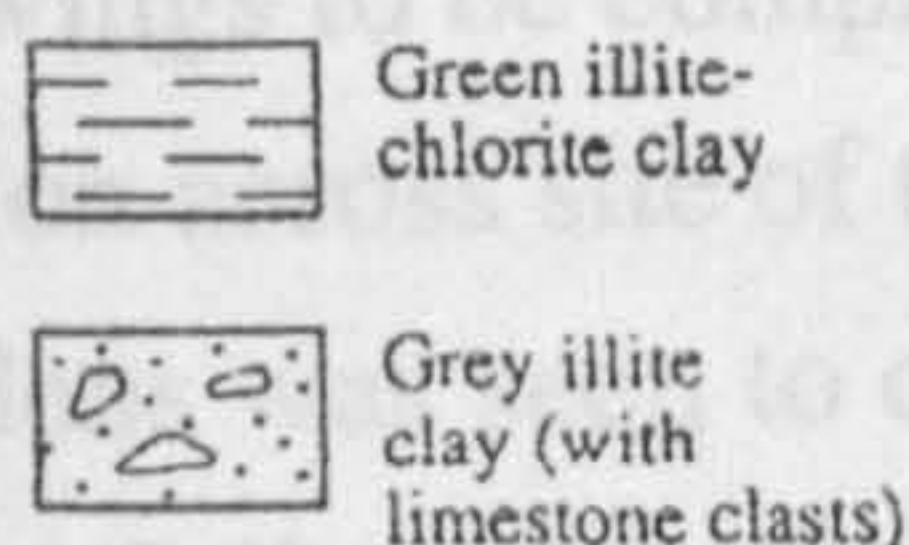 Green illite-
chlorite clay
Grey illite
clay (with
limestone clasts)